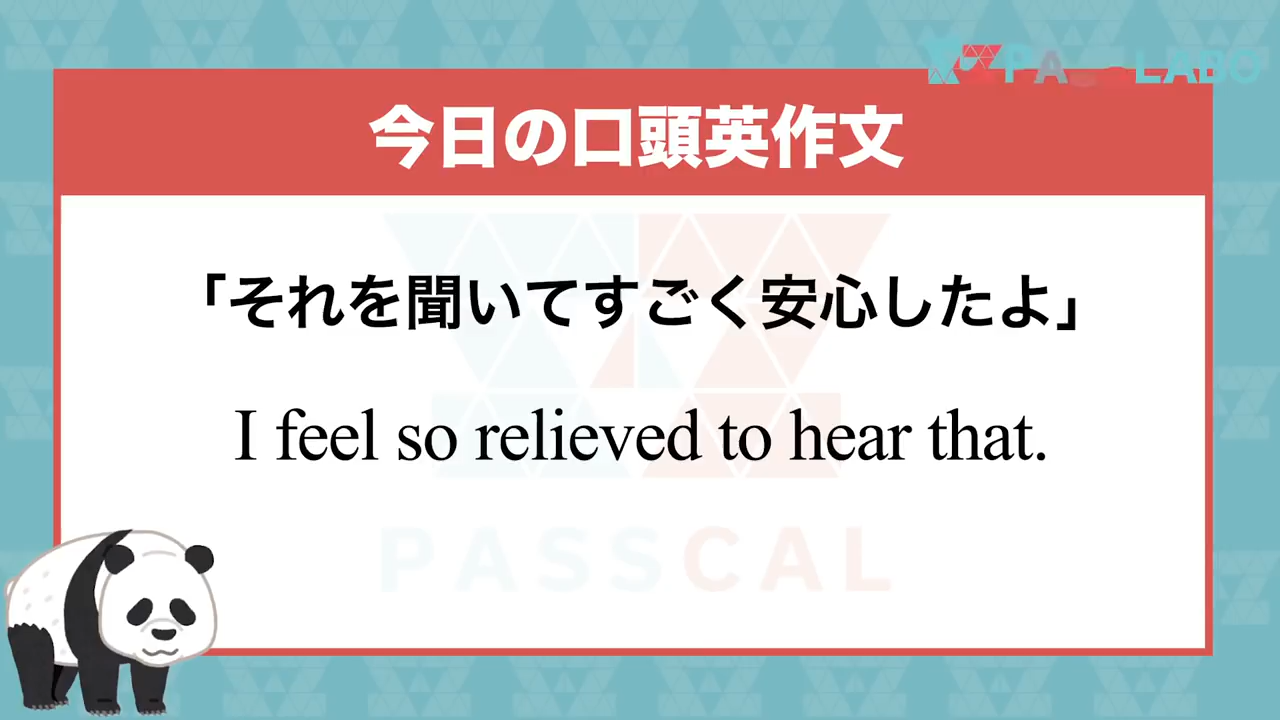 今日の口頭英作文
「それを聞いてすごく安心したよ」
I feel so relieved to hear that.
PASSCAL